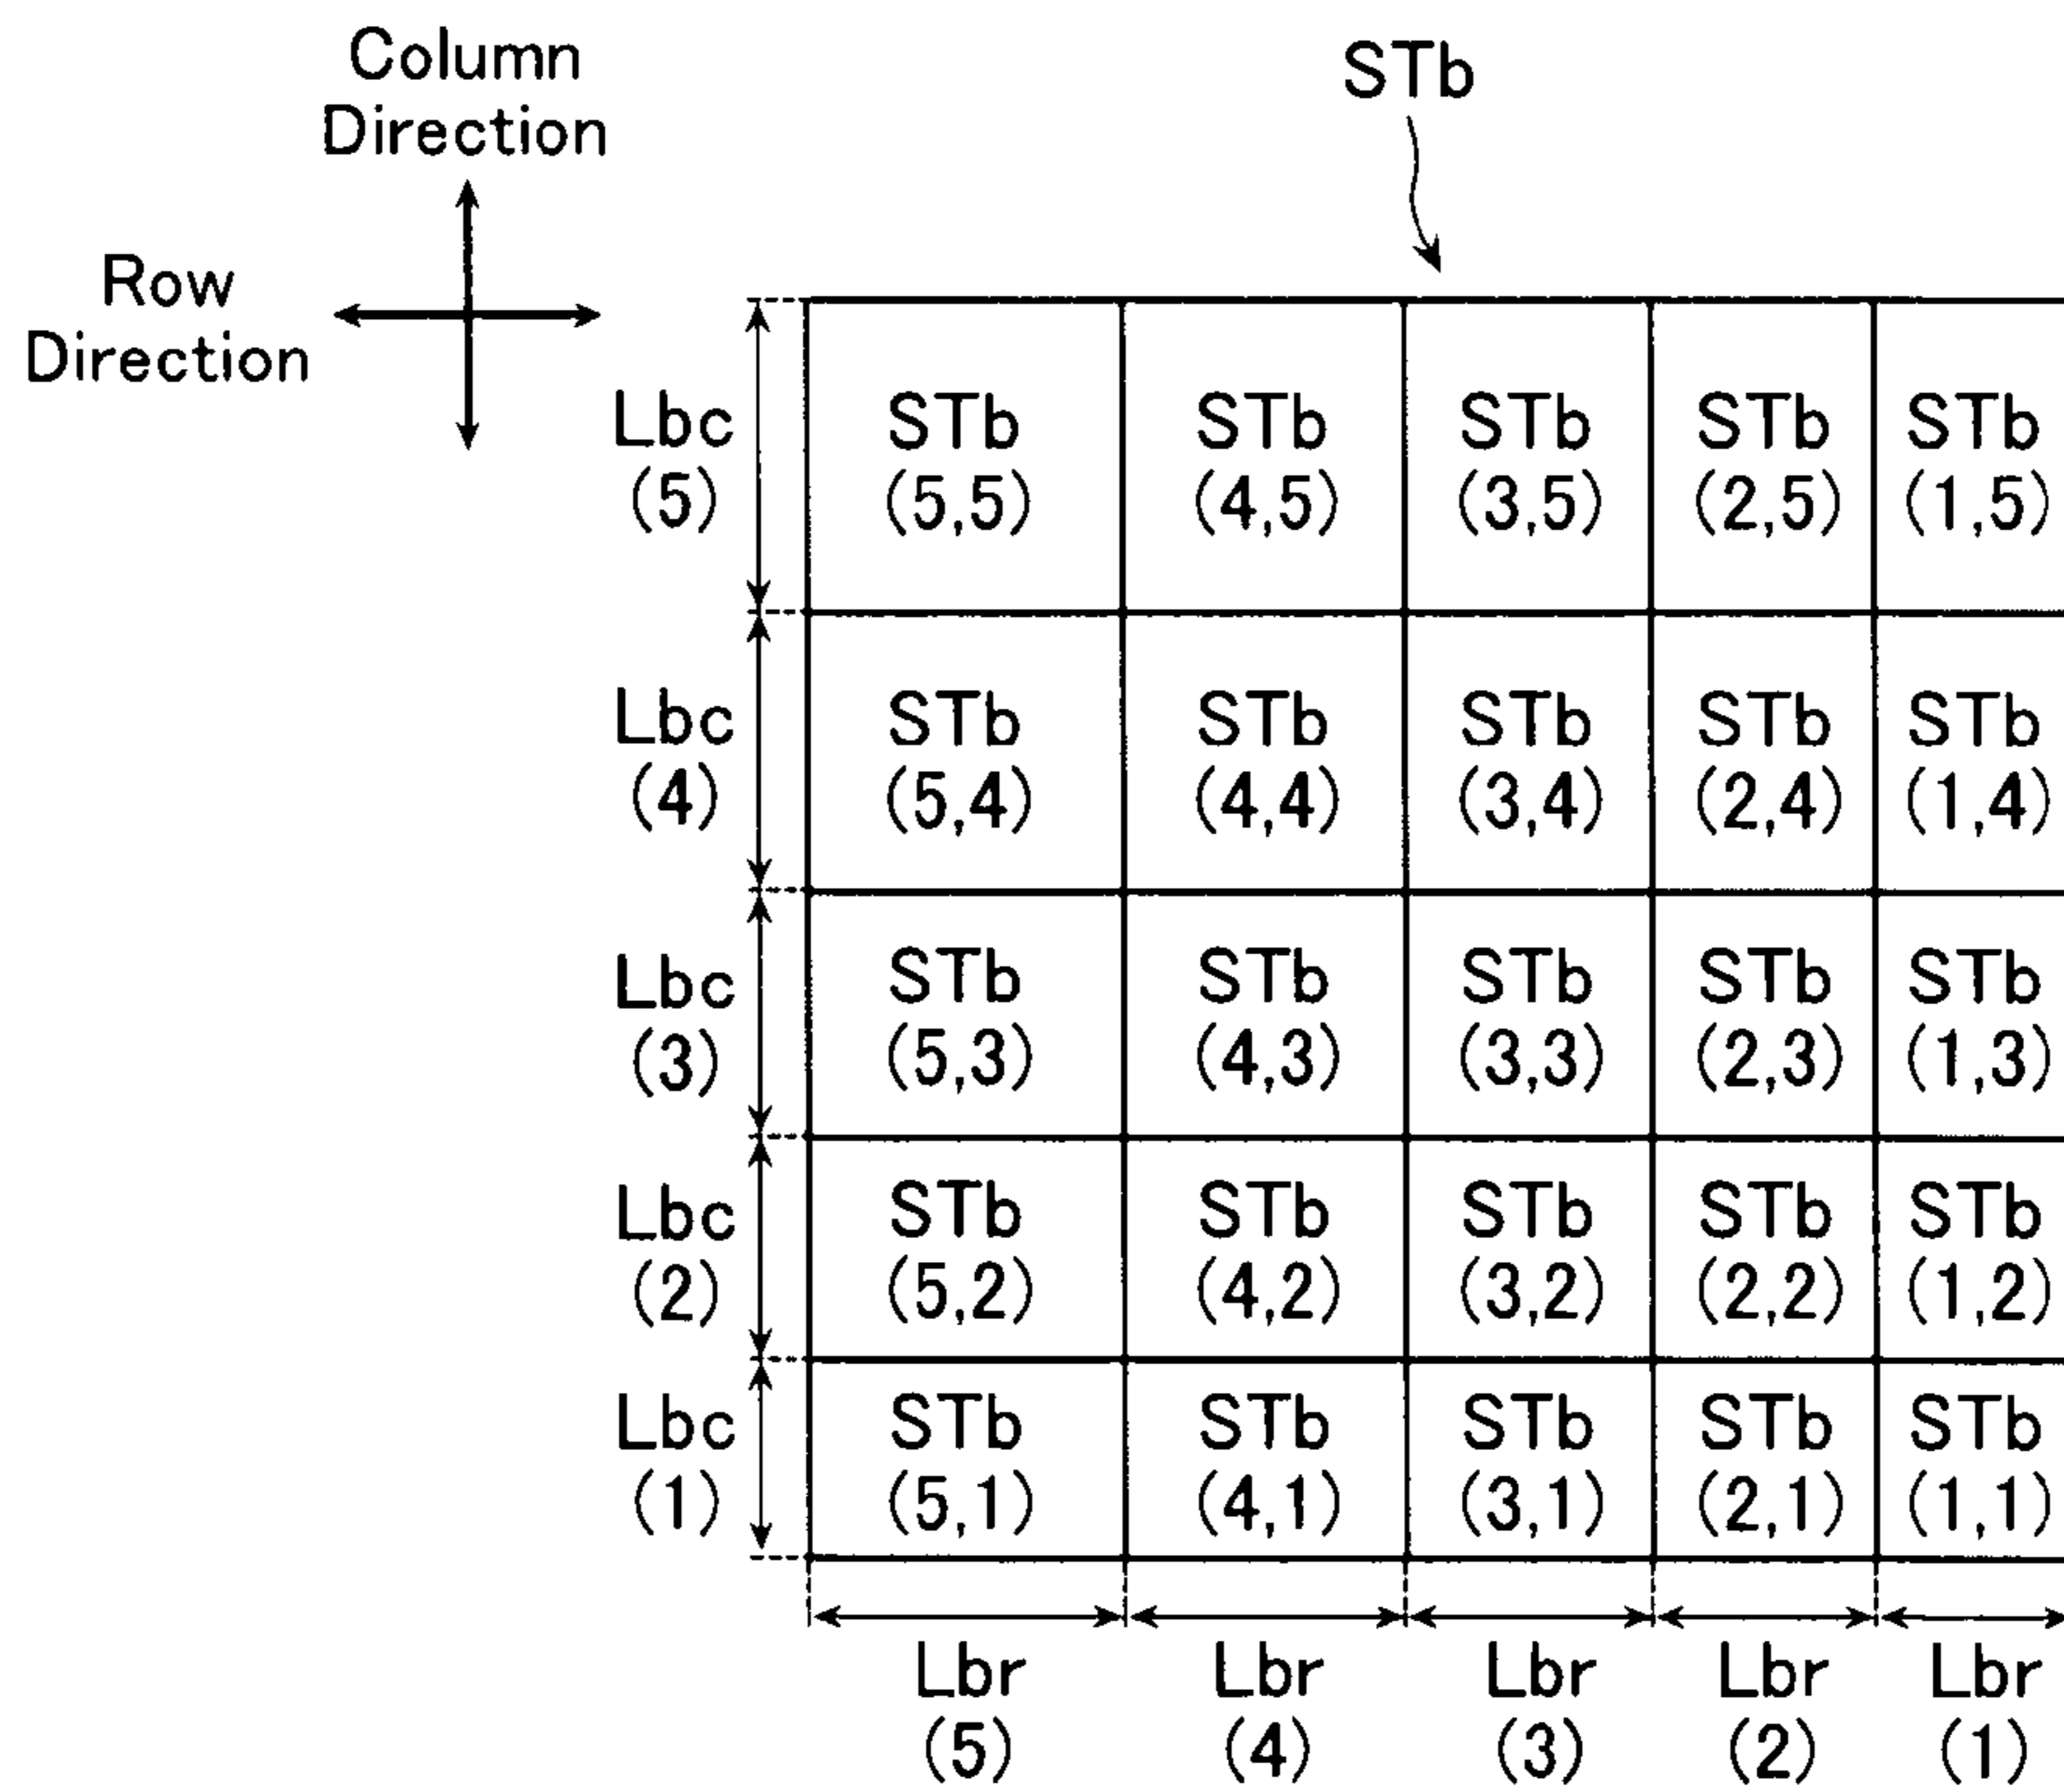 Column
Direction
STb
Row
Direction
Lbc
(5)
STb STb STb STb STb
(5,5) (4,5) (3,5) (2,5) (1,5)
Lbc
(4)
STb STb STb STb STb
(5,4) (4,4) (3,4) (2,4) (1,4)
Lbc
(3)
STb STb STb STb STb
(5,3) (4,3) (3,3) (2,3) (1,3)
Lbc
(2)
STb STb STb STb STb
(5,2) (4,2) (3,2) (2,2) (1,2)
Lbc
(1)
STb STb STb STb STb
(5,1) (4,1) (3,1) (2,1) (1,1)
Lbr Lbr Lbr Lbr Lbr
(5) (4) (3) (2) (1)